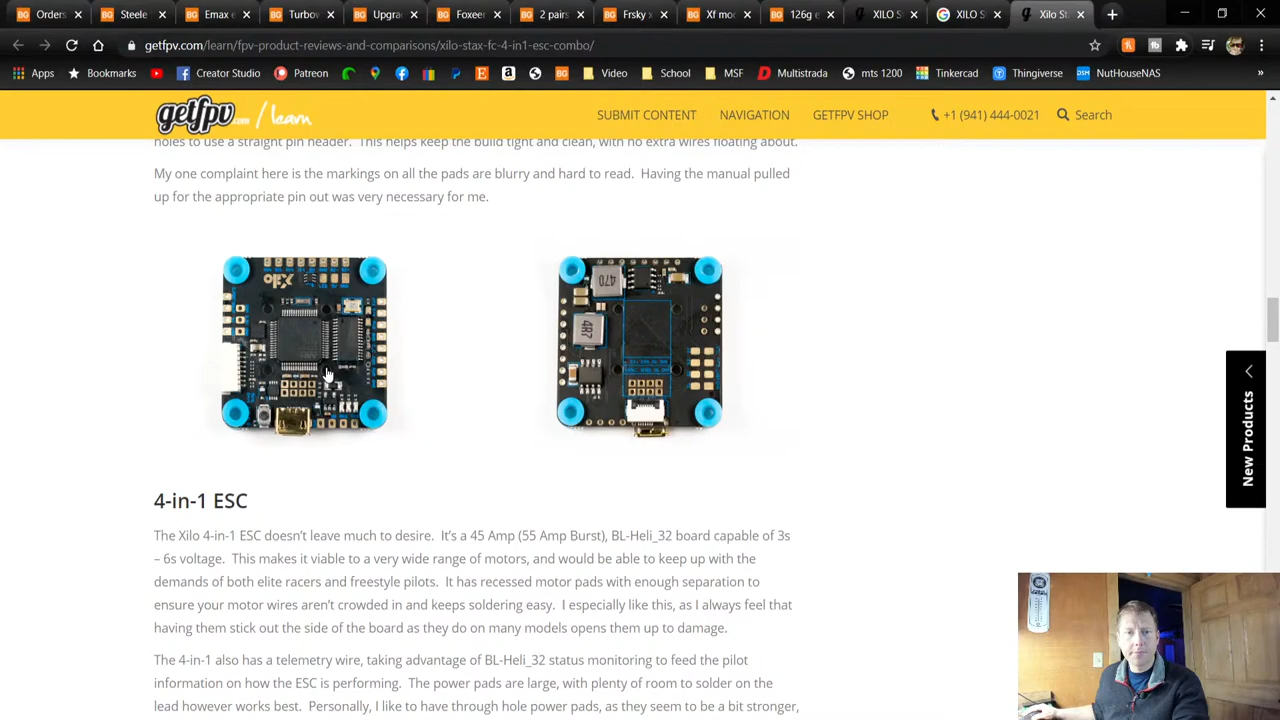 Orders
Steele
Emax e
Turbov
Upgra
Foxeer
2 pairs
Frsky x
Xf mo
126g e
XILO S
XILO S
Xilo St
getfpv.com/learn/fpv-product-reviews-and-comparisons/xilo-stax-fc-4-in1-esc-combo/
Apps
Bookmarks
Creator Studio
Patreon
Video
School
MSF
Multistrada
mts 1200
Tinkercad
Thingiverse
NutHouseNAS
getfpv.com / learn
SUBMIT CONTENT
NAVIGATION
GETFPV SHOP
+1 (941) 444-0021
Search
holes to use a straight pin header. This helps keep the build tight and clean, with no extra wires floating about.
My one complaint here is the markings on all the pads are blurry and hard to read. Having the manual pulled
up for the appropriate pin out was very necessary for me.
XILO
470
4R7
New Products
4-in-1 ESC
The Xilo 4-in-1 ESC doesn't leave much to desire. It's a 45 Amp (55 Amp Burst), BL-Heli_32 board capable of 3s
– 6s voltage. This makes it viable to a very wide range of motors, and would be able to keep up with the
demands of both elite racers and freestyle pilots. It has recessed motor pads with enough separation to
ensure your motor wires aren't crowded in and keeps soldering easy. I especially like this, as I always feel that
having them stick out the side of the board as they do on many models opens them up to damage.
The 4-in-1 also has a telemetry wire, taking advantage of BL-Heli_32 status monitoring to feed the pilot
information on how the ESC is performing. The power pads are large, with plenty of room to solder on the
lead however works best. Personally, I like to have through hole power pads, as they seem to be a bit stronger,